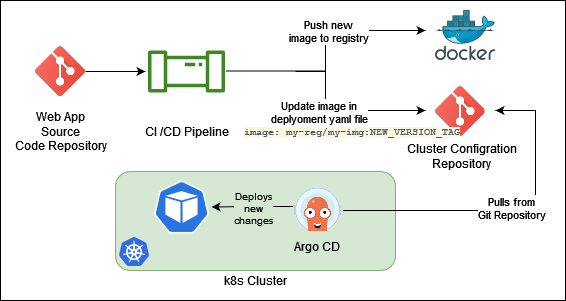 Push new
image to registry
docker
Web App
Source
Code Repository
CI /CD Pipeline
Update image in
deplyoment yaml file
image: my-reg/my-img:NEW_VERSION_TAG
Cluster Configration
Repository
Deploys
new
changes
Argo CD
Pulls from
Git Repository
k8s Cluster